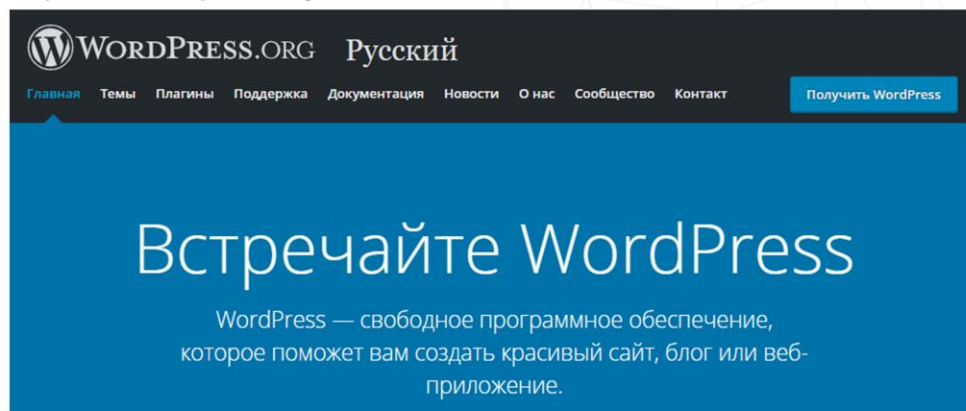 WORDPRESS.ORG Русский
Главная Темы Плагины Поддержка Документация Новости О нас Сообщество Контакт Получить WordPress
Встречайте WordPress
WordPress — свободное программное обеспечение,
которое поможет вам создать красивый сайт, блог или веб-
приложение.